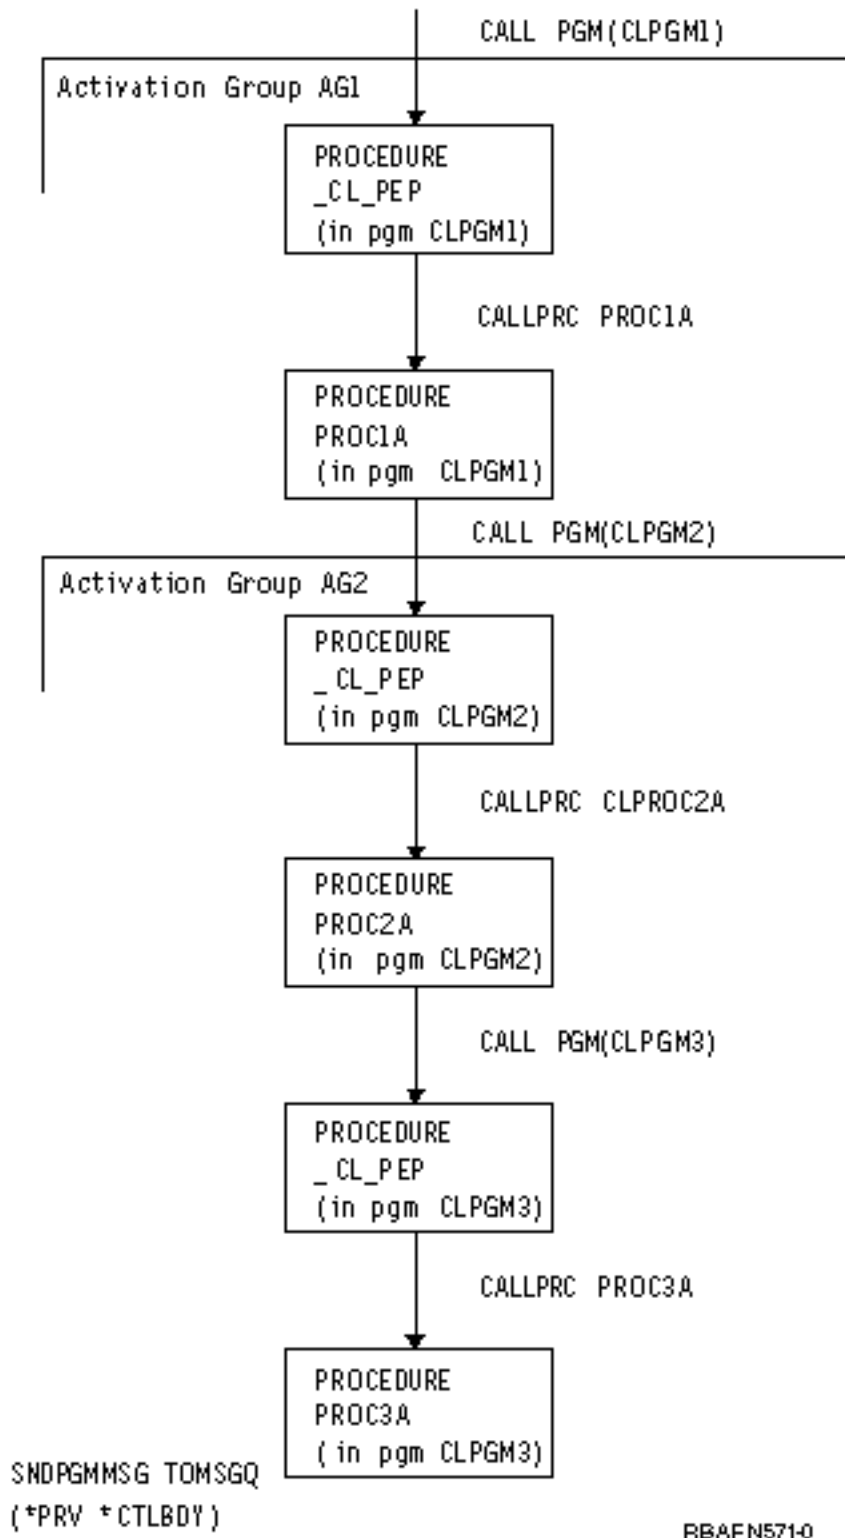 CALL PGM(CLPGM1)
Activation Group AG1
PROCEDURE
_CL_PEP
(in pgm CLPGM1)
CALLPRC PROC1A
PROCEDURE
PROC1A
(in pgm CLPGM1)
CALL PGM(CLPGM2)
Activation Group AG2
PROCEDURE
_CL_PEP
(in pgm CLPGM2)
CALLPRC CLPROC2A
PROCEDURE
PROC2A
(in pgm CLPGM2)
CALL PGM(CLPGM3)
PROCEDURE
_CL_PEP
(in pgm CLPGM3)
CALLPRC PROC3A
PROCEDURE
PROC3A
(in pgm CLPGM3)
SNDPGMMSG TOMSGQ
(*PRV *CTLBDY)
RBAFN571-0